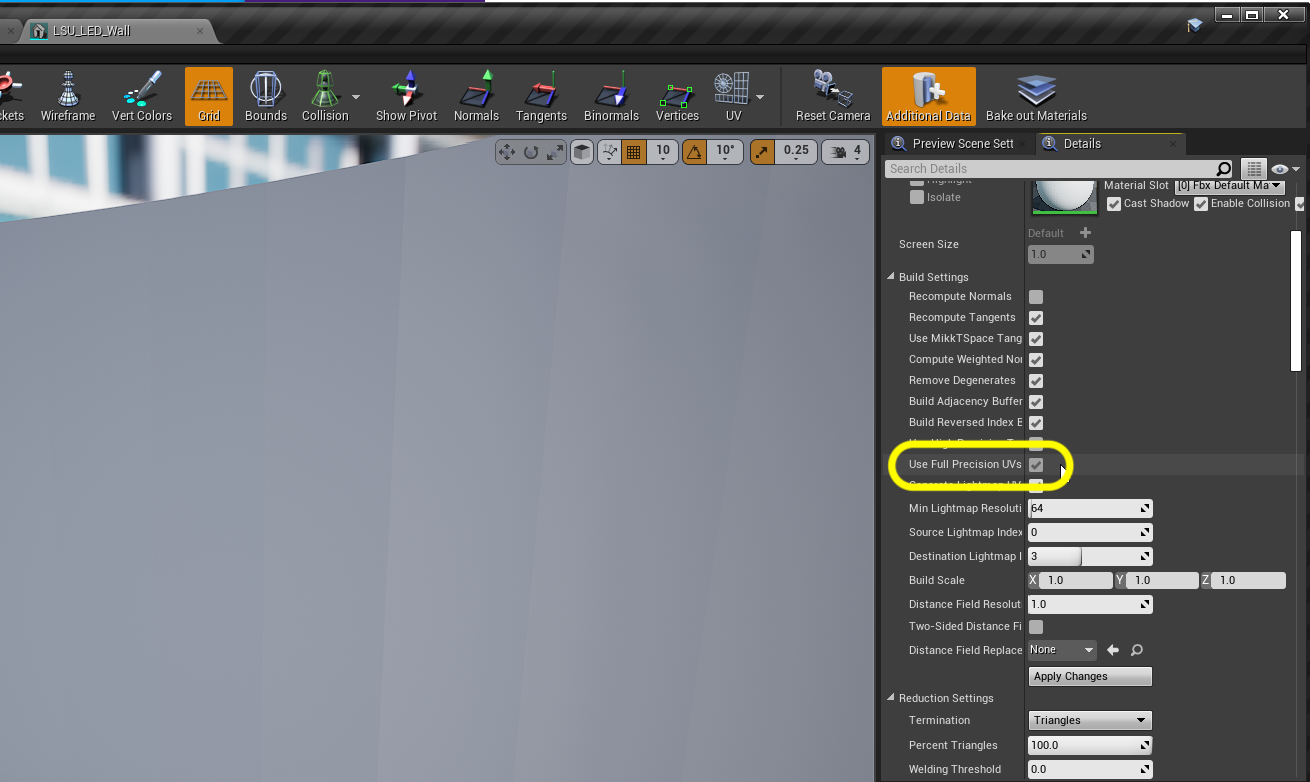 LSU_LED_Wall
ckets Wireframe Vert Colors Grid Bounds Collision Show Pivot Normals Tangents Binormals Vertices UV Reset Camera Additional Data Bake out Materials
10 10° 0.25 4
Preview Scene Sett Details
Search Details
Highlight
Material Slot [0] Fbx Default Ma
Isolate
Cast Shadow Enable Collision
Default
Screen Size
1.0
Build Settings
Recompute Normals
Recompute Tangents
Use MikkTSpace Tang
Compute Weighted Nor
Remove Degenerates
Build Adjacency Buffer
Build Reversed Index B
Use Full Precision UVs
Generate Lightmap UV
Min Lightmap Resoluti 64
Source Lightmap Index 0
Destination Lightmap I 3
Build Scale X 1.0 Y 1.0 Z 1.0
Distance Field Resolut 1.0
Two-Sided Distance Fi
Distance Field Replace None
Apply Changes
Reduction Settings
Termination Triangles
Percent Triangles 100.0
Welding Threshold 0.0